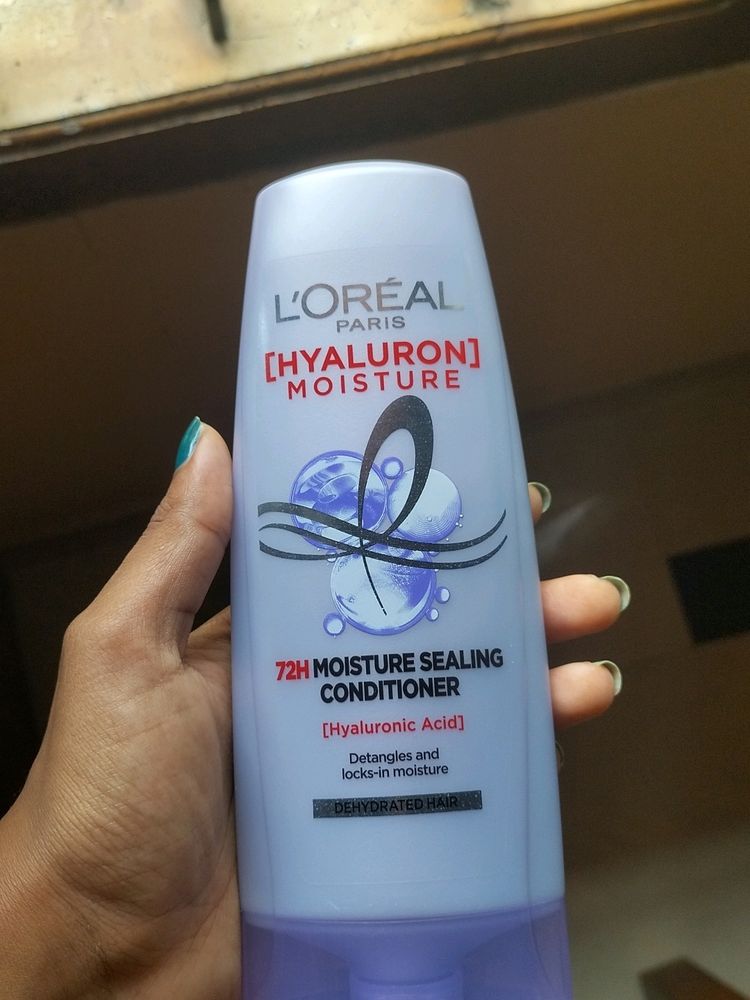 L'ORÉAL
PARIS
[HYALURON]
MOISTURE
72H MOISTURE SEALING
CONDITIONER
[Hyaluronic Acid]
Detangles and
locks-in moisture
DEHYDRATED HAIR